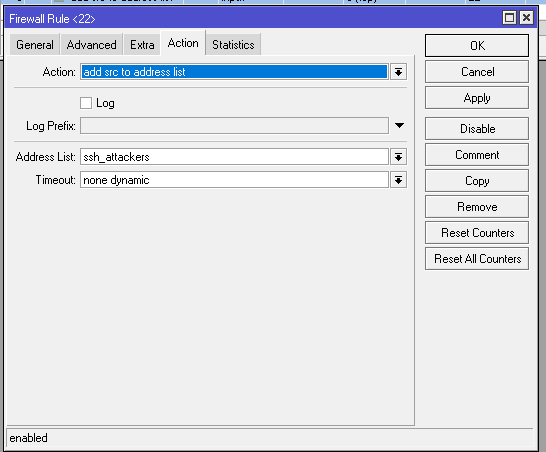 Firewall Rule <22>
General Advanced Extra Action Statistics
Action: add src to address list
Log
Log Prefix:
Address List: ssh_attackers
Timeout: none dynamic
OK
Cancel
Apply
Disable
Comment
Copy
Remove
Reset Counters
Reset All Counters
enabled